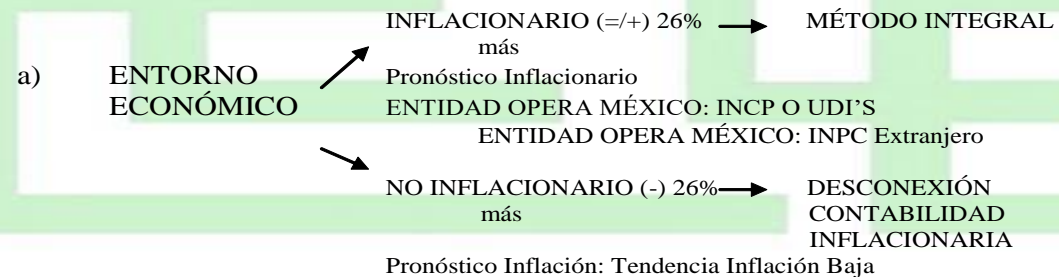 INFLACIONARIO (=/+) 26% MÉTODO INTEGRAL
más
a) ENTORNO Pronóstico Inflacionario
ECONÓMICO ENTIDAD OPERA MÉXICO: INCP O UDI’S
ENTIDAD OPERA MÉXICO: INPC Extranjero
NO INFLACIONARIO (-) 26% DESCONEXIÓN
más CONTABILIDAD
INFLACIONARIA
Pronóstico Inflación: Tendencia Inflación Baja